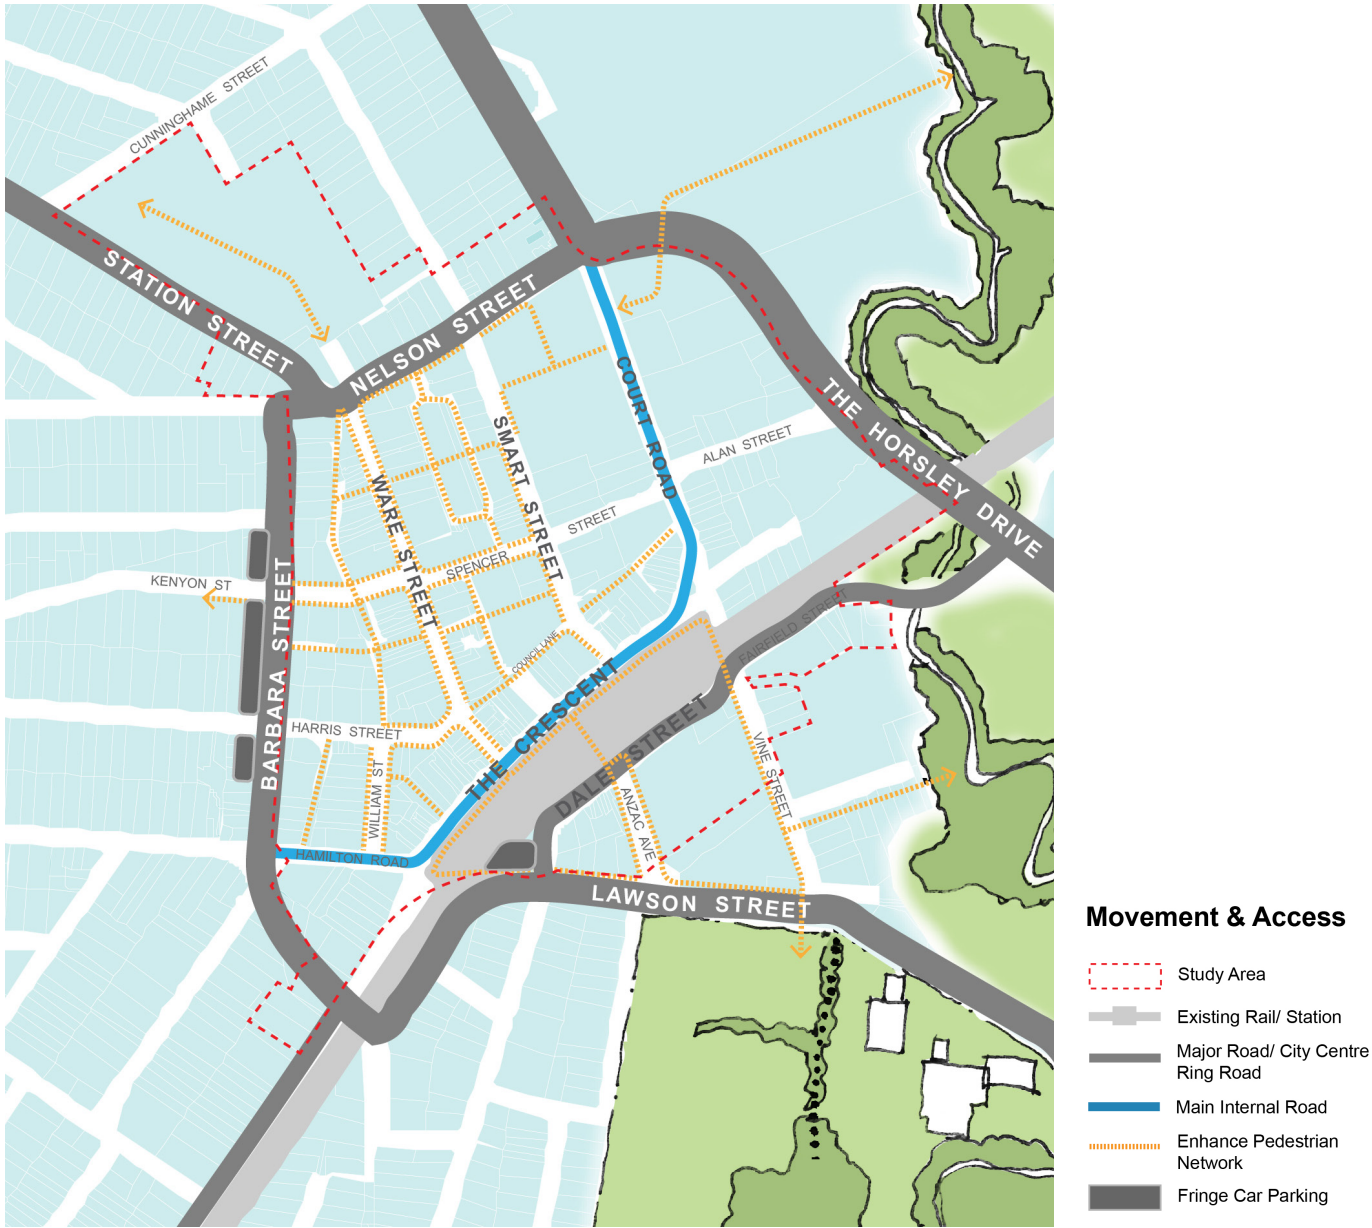 CUNNINGHAME STREET
STATION STREET
NELSON STREET
COURT ROAD
THE HORSLEY DRIVE
ALAN STREET
SMART STREET
WARE STREET
SPENCER STREET
KENYON ST
BARBARA STREET
FAIRFIELD STREET
COUNCIL LANE
THE CRESCENT
DALE STREET
HARRIS STREET
WILLIAM ST
VINE STREET
ANZAC AVE
HAMILTON ROAD
LAWSON STREET
Movement & Access
Study Area
Existing Rail/ Station
Major Road/ City Centre
Ring Road
Main Internal Road
Enhance Pedestrian
Network
Fringe Car Parking